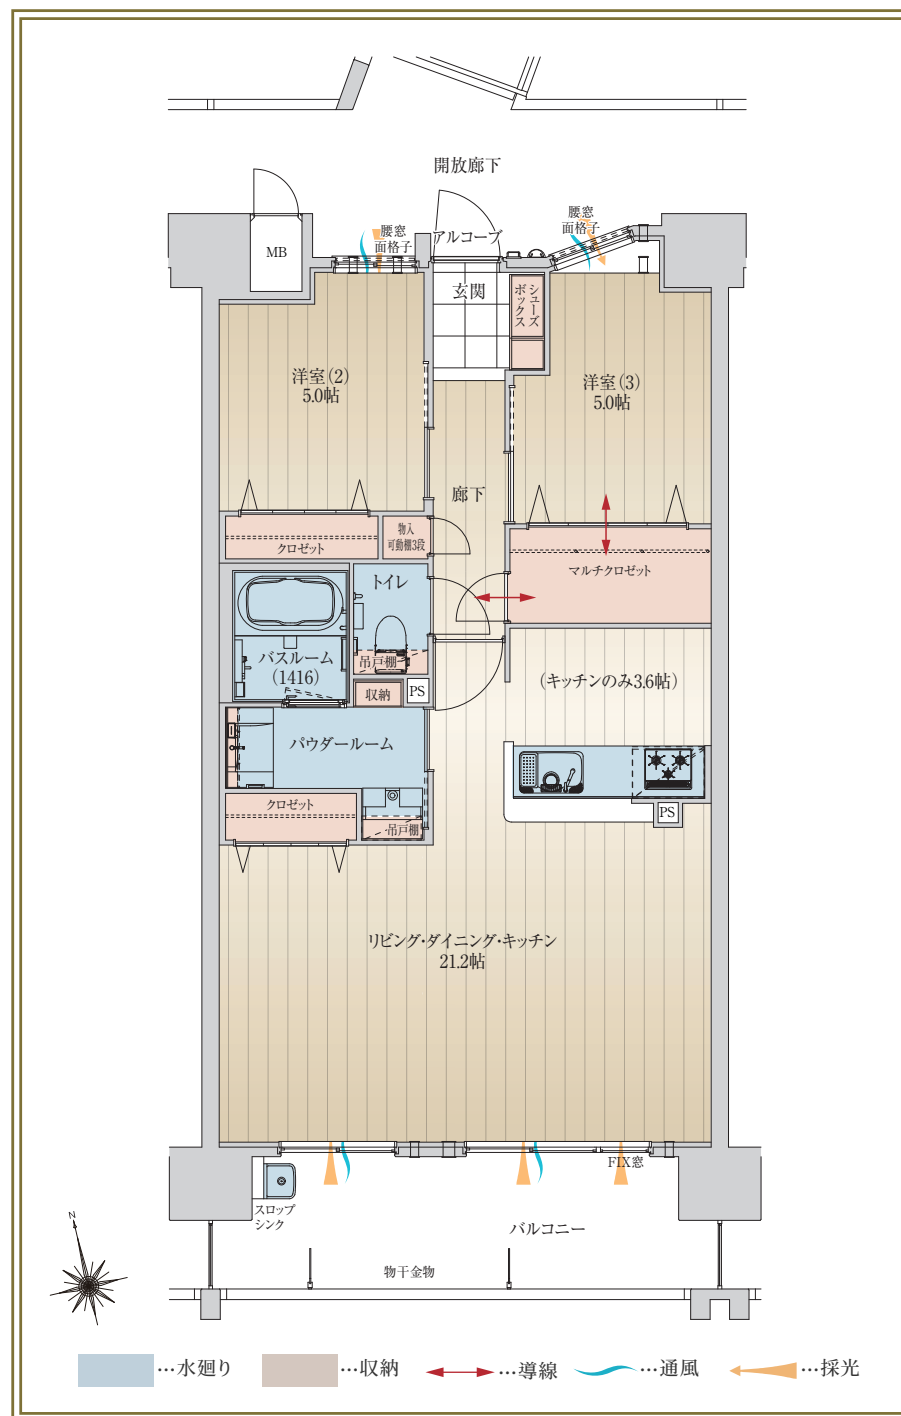 開放廊下
腰窓
面格子
アルコーブ
腰窓
面格子
MB
玄関
シューズ
ボックス
洋室(2)
5.0帖
洋室(3)
5.0帖
廊下
クロゼット
物入
可動棚3段
マルチクロゼット
トイレ
バスルーム
(1416)
吊戸棚
収納
PS
(キッチンのみ3.6帖)
パウダールーム
クロゼット
吊戸棚
PS
リビング・ダイニング・キッチン
21.2帖
FIX窓
スロップ
シンク
バルコニー
物干金物
N
…水廻り
…収納
…導線
…通風
…採光